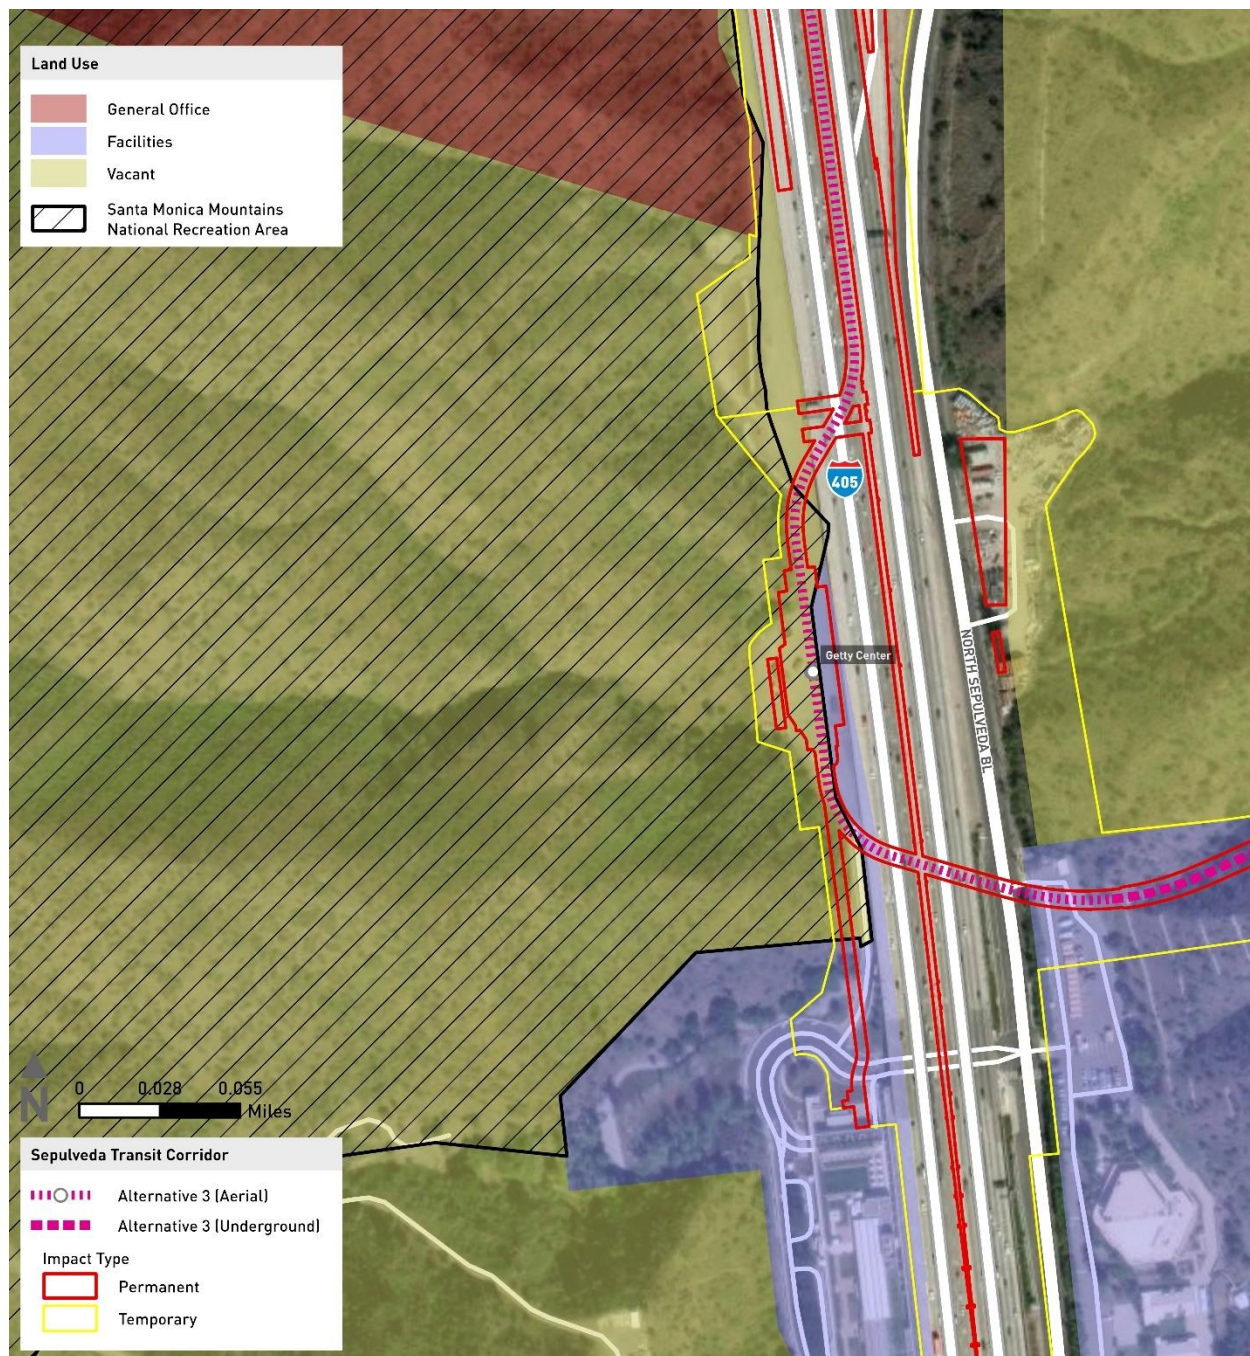 Land Use
General Office
Facilities
Vacant
Santa Monica Mountains
National Recreation Area
405
Getty Center
NORTH SEPULVEDA BL
N
0 0.028 0.055
Miles
Sepulveda Transit Corridor
Alternative 3 (Aerial)
Alternative 3 (Underground)
Impact Type
Permanent
Temporary